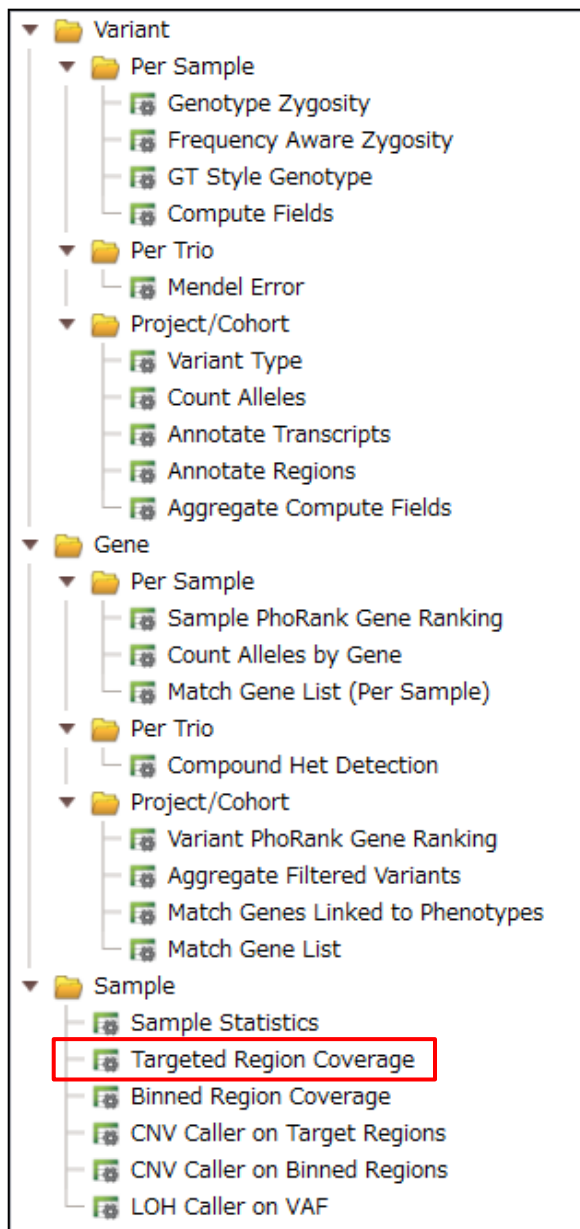 Variant
Per Sample
Genotype Zygosity
Frequency Aware Zygosity
GT Style Genotype
Compute Fields
Per Trio
Mendel Error
Project/Cohort
Variant Type
Count Alleles
Annotate Transcripts
Annotate Regions
Aggregate Compute Fields
Gene
Per Sample
Sample PhoRank Gene Ranking
Count Alleles by Gene
Match Gene List (Per Sample)
Per Trio
Compound Het Detection
Project/Cohort
Variant PhoRank Gene Ranking
Aggregate Filtered Variants
Match Genes Linked to Phenotypes
Match Gene List
Sample
Sample Statistics
Targeted Region Coverage
Binned Region Coverage
CNV Caller on Target Regions
CNV Caller on Binned Regions
LOH Caller on VAF